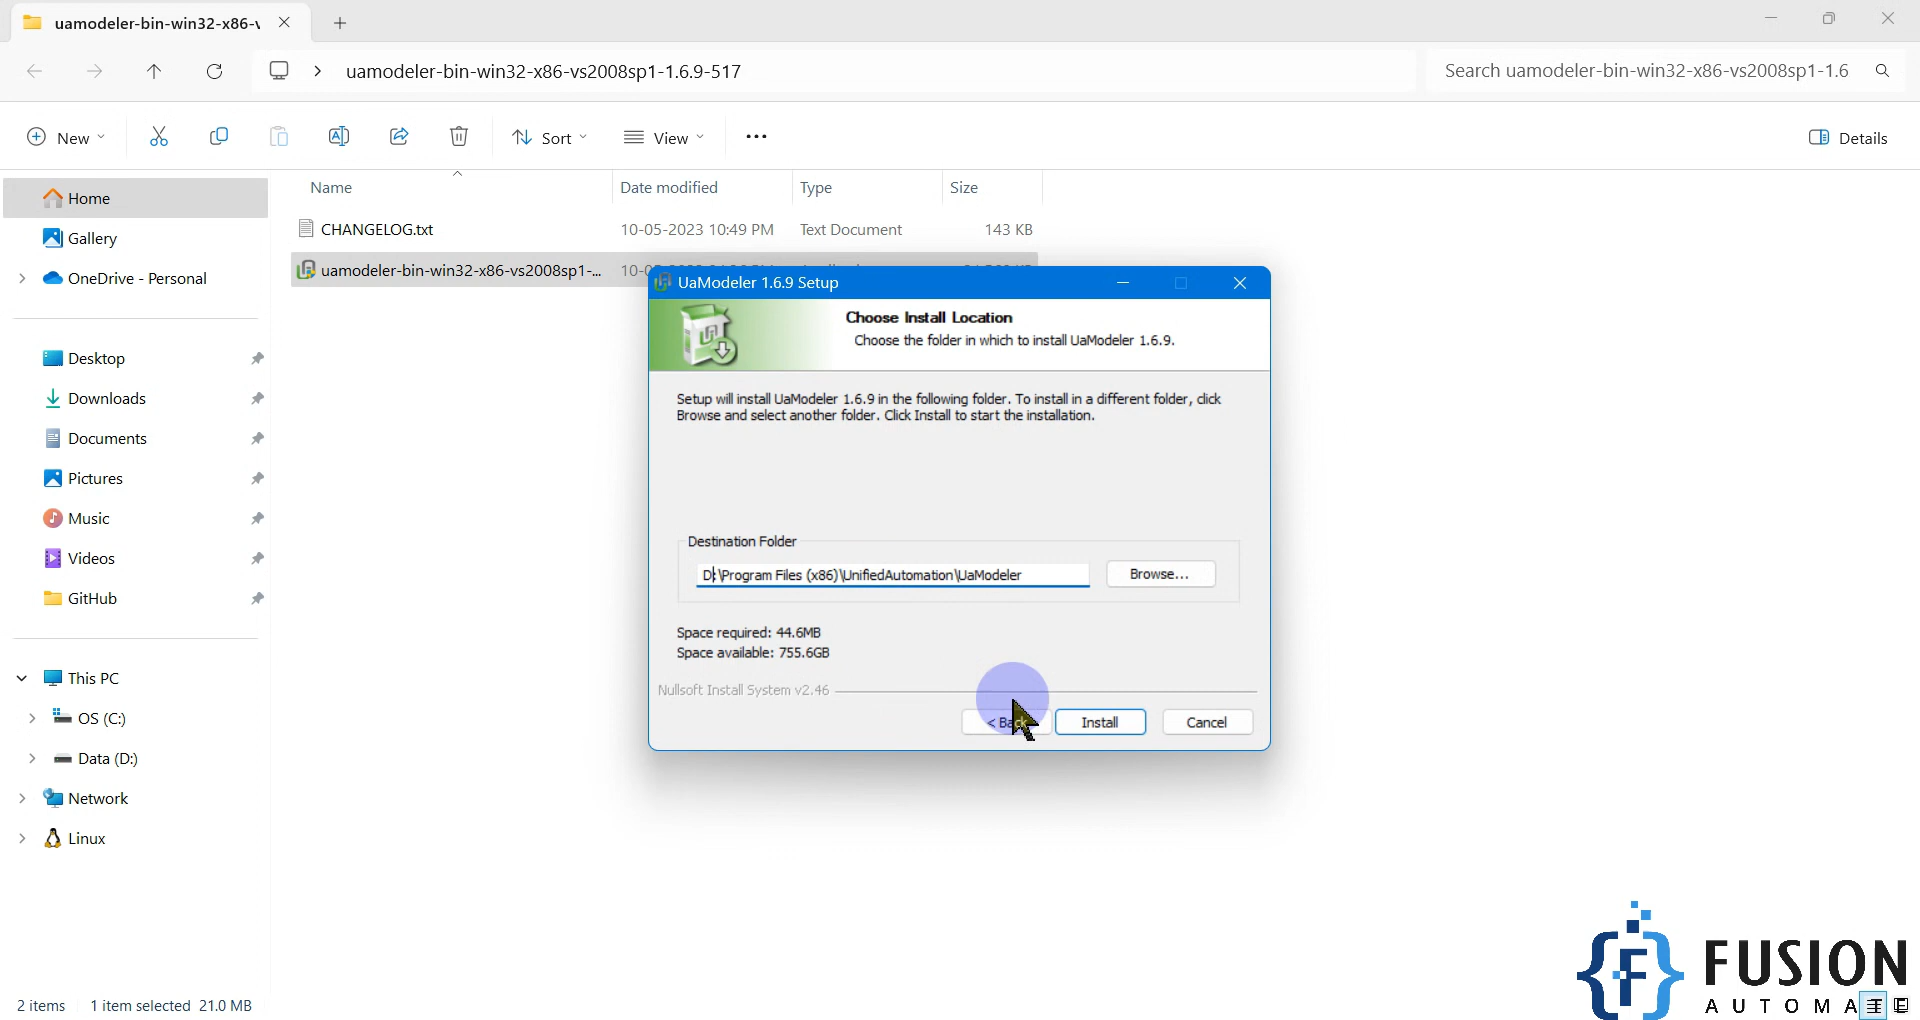 uamodeler-bin-win32-x86-v
uamodeler-bin-win32-x86-vs2008sp1-1.6.9-517
Search uamodeler-bin-win32-x86-vs2008sp1-1.6
New
Sort
View
Details
Name
Date modified
Type
Size
CHANGELOG.txt
10-05-2023 10:49 PM
Text Document
143 KB
uamodeler-bin-win32-x86-vs2008sp1-...
Home
Gallery
OneDrive - Personal
Desktop
Downloads
Documents
Pictures
Music
Videos
GitHub
This PC
OS (C:)
Data (D:)
Network
Linux
UaModeler 1.6.9 Setup
Choose Install Location
Choose the folder in which to install UaModeler 1.6.9.
Setup will install UaModeler 1.6.9 in the following folder. To install in a different folder, click
Browse and select another folder. Click Install to start the installation.
Destination Folder
D:\Program Files (x86)\UnifiedAutomation\UaModeler
Browse...
Space required: 44.6MB
Space available: 755.6GB
Nullsoft Install System v2.46
< Back
Install
Cancel
2 items
1 item selected 21.0 MB
FUSION